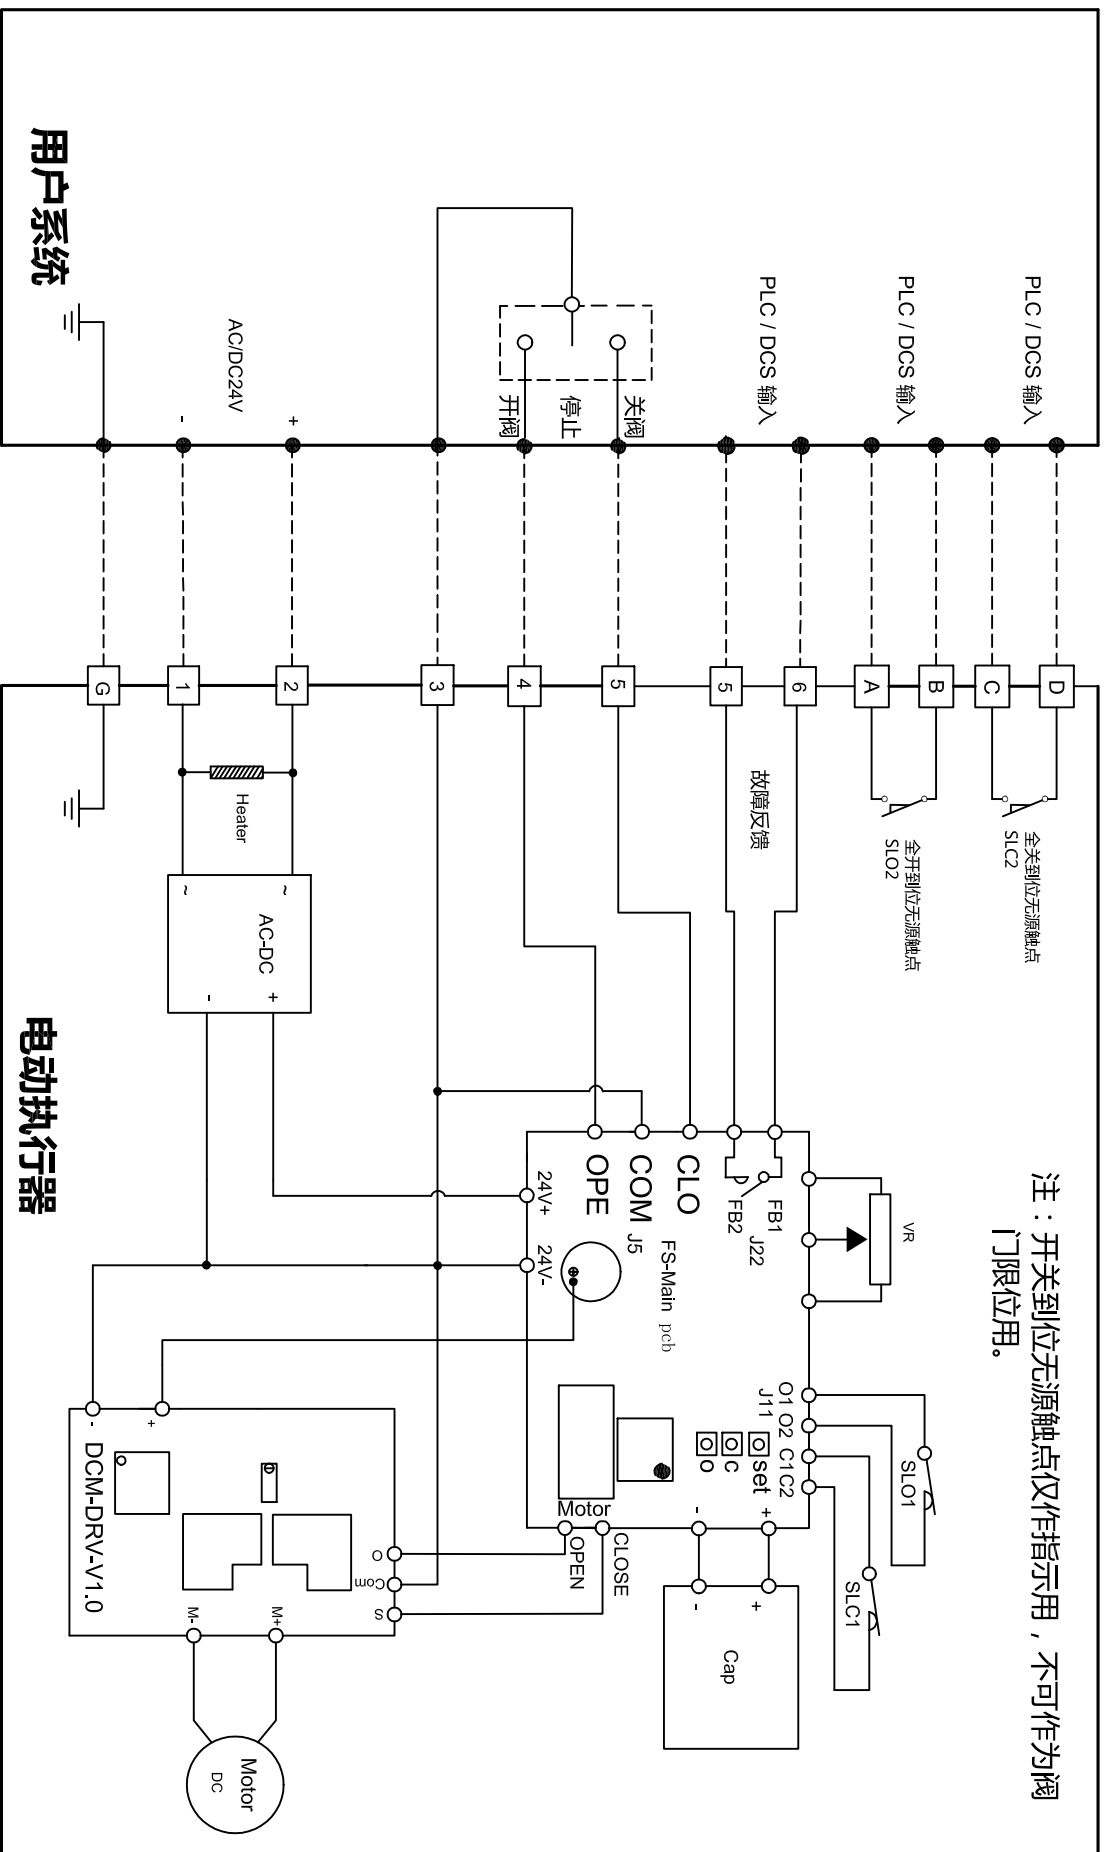 注：开关到位无源触点仅作指示用，不可作为阀
门限位用。
用户系统
PLC / DCS 输入
PLC / DCS 输入
PLC / DCS 输入
关阀
停止
开阀
+
AC/DC24V
-
D
C
B
A
6
5
5
4
3
2
1
G
全关到位无源触点
SLC2
全开到位无源触点
SLO2
故障反馈
Heater
~
~
AC-DC
+
-
电动执行器
VR
FB1
J22
FB2
CLO
COM
J5
OPE
24V+
24V-
FS-Main pcb
O1 O2 C1C2
J11
set
c
o
SLO1
SLC1
Motor
CLOSE
OPEN
+
-
+
-
Cap
+
-
DCM-DRV-V1.0
O
Com
S
M+
M-
Motor
DC